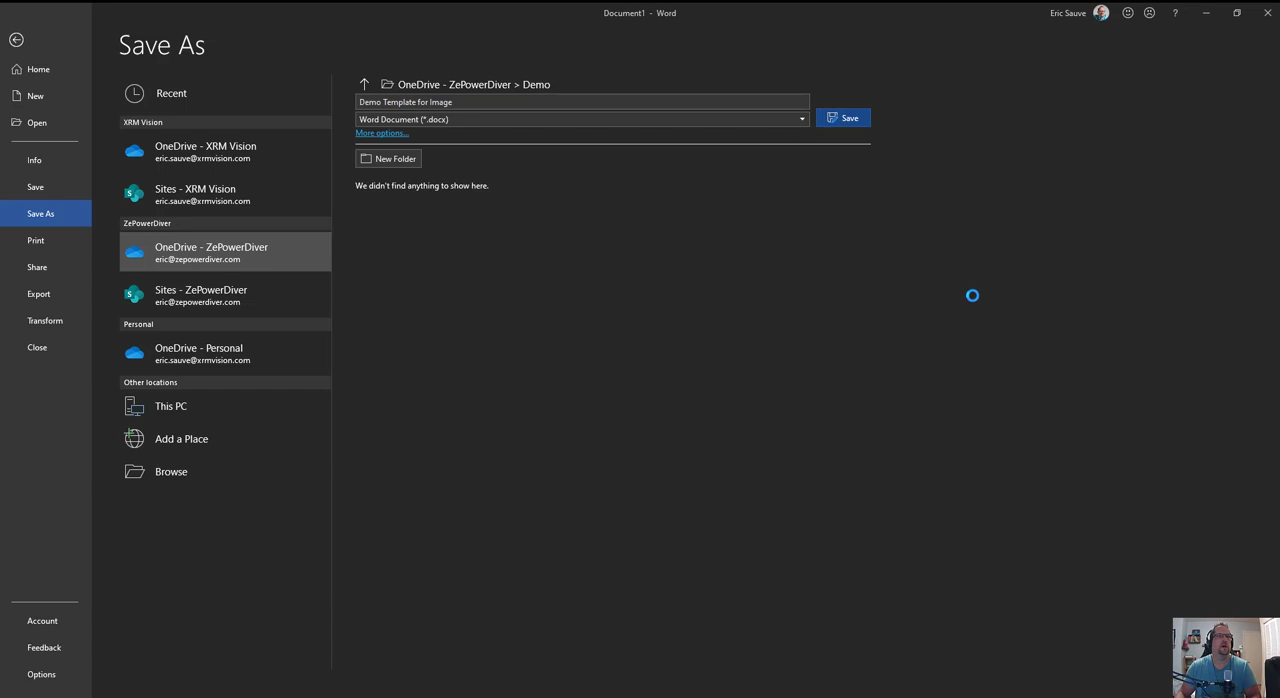 Document1 - Word
Eric Sauve
?
Save As
Home
New
Open
Info
Save
Save As
Print
Share
Export
Transform
Close
Account
Feedback
Options
Recent
XRM Vision
OneDrive - XRM Vision
eric.sauve@xrmvision.com
S
Sites - XRM Vision
eric.sauve@xrmvision.com
ZePowerDiver
OneDrive - ZePowerDiver
eric@zepowerdiver.com
S
Sites - ZePowerDiver
eric@zepowerdiver.com
Personal
OneDrive - Personal
eric.sauve@xrmvision.com
Other locations
This PC
Add a Place
Browse
OneDrive - ZePowerDiver > Demo
Demo Template for Image
Word Document (*.docx)
Save
More options...
New Folder
We didn't find anything to show here.